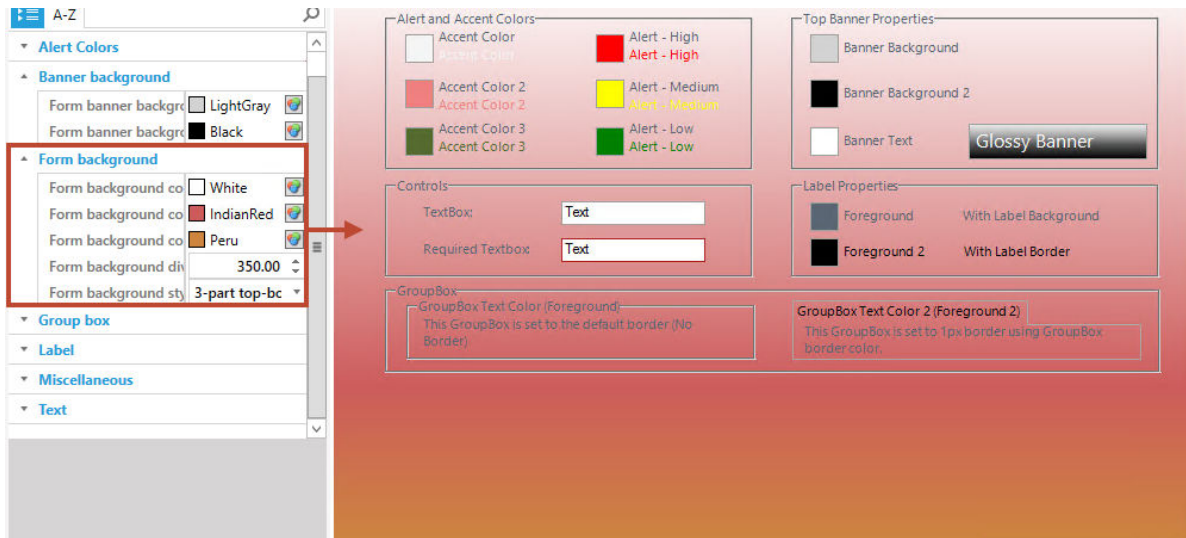 A-Z
Alert Colors
Banner background
Form banner backgro LightGray
Form banner backgro Black
Form background
Form background co White
Form background co IndianRed
Form background co Peru
Form background div 350.00
Form background sty 3-part top-bc
Group box
Label
Miscellaneous
Text
Alert and Accent Colors
Accent Color
Accent Color
Alert - High
Alert - High
Accent Color 2
Accent Color 2
Alert - Medium
Alert - Medium
Accent Color 3
Accent Color 3
Alert - Low
Alert - Low
Top Banner Properties
Banner Background
Banner Background 2
Banner Text
Glossy Banner
Controls
TextBox:
Text
Required Textbox:
Text
Label Properties
Foreground
With Label Background
Foreground 2
With Label Border
GroupBox
GroupBox Text Color (Foreground)
This GroupBox is set to the default border (No
Border).
GroupBox Text Color 2 (Foreground 2)
This GroupBox is set to 1px border using GroupBox
border color.